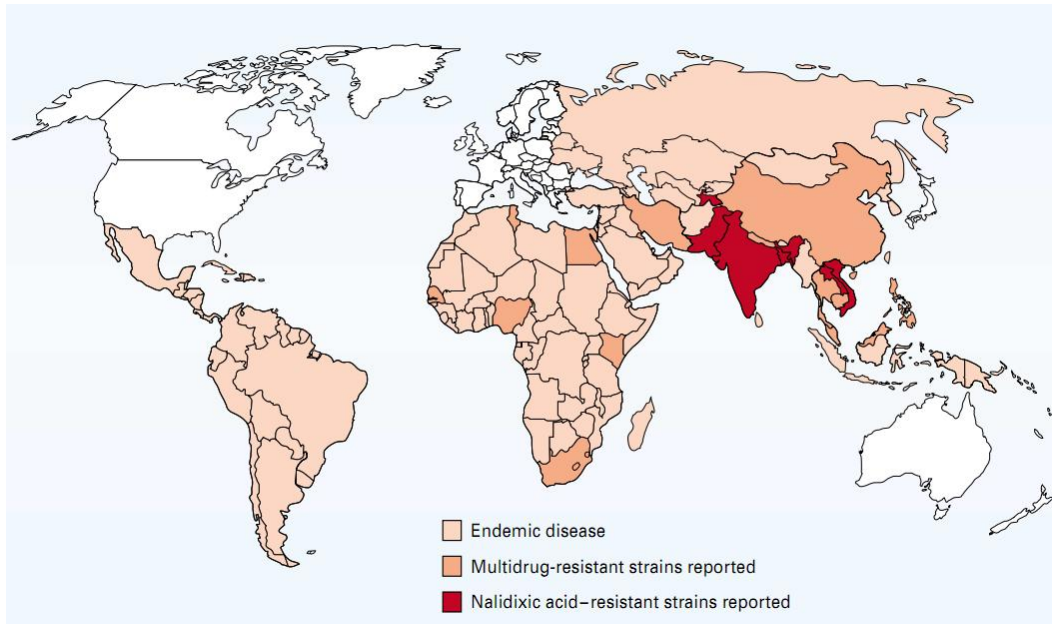 Endemic disease
Multidrug-resistant strains reported
Nalidixic acid–resistant strains reported